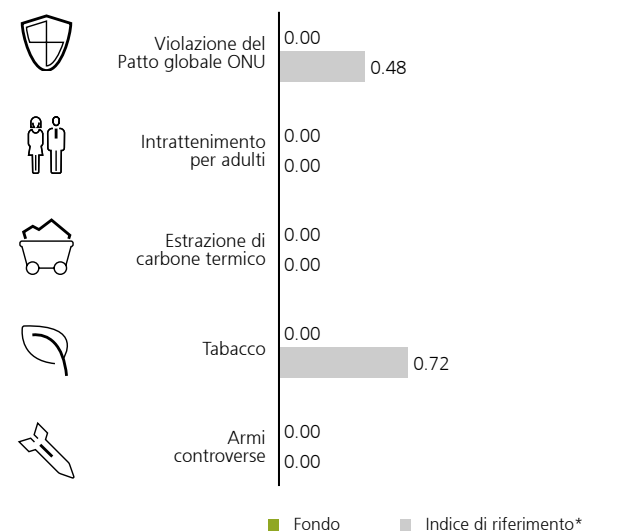 Violazione del
Patto globale ONU
0.00
0.48
Intrattenimento
per adulti
0.00
0.00
Estrazione di
carbone termico
0.00
0.00
Tabacco
0.00
0.72
Armi
controverse
0.00
0.00
Fondo
Indice di riferimento*